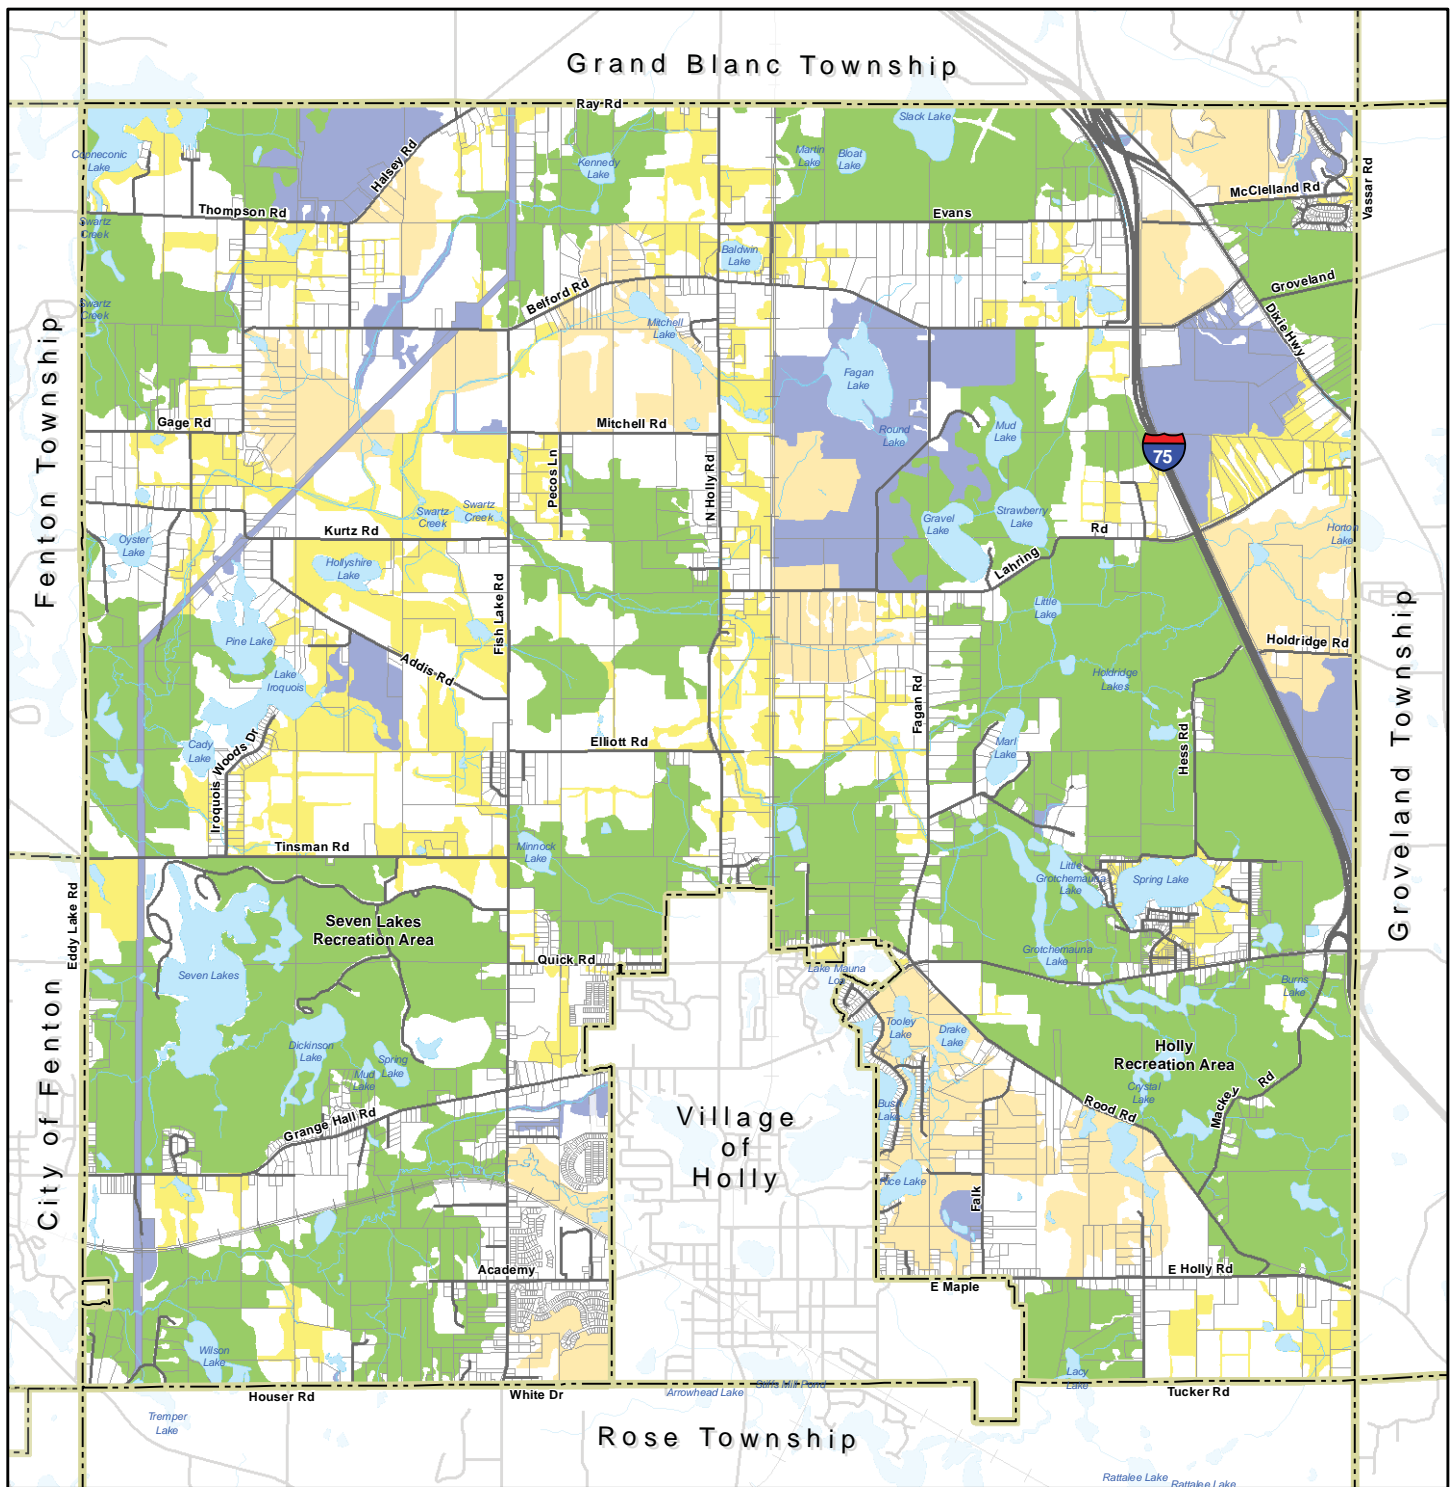 Grand Blanc Township
Ray Rd
Slack Lake
Copneconic
Lake
Halsey Rd
Kennedy
Lake
Martin
Lake
Bloat
Lake
McClelland Rd
Vassar Rd
Thompson Rd
Evans
Swartz
Creek
Baldwin
Lake
Groveland
Belford Rd
Swartz
Creek
Mitchell
Lake
Dixie Hwy
Fenton Township
Fagan
Lake
Gage Rd
Mitchell Rd
Round
Lake
Mud
Lake
75
Pecos Ln
N Holly Rd
Swartz
Creek
Swartz
Creek
Kurtz Rd
Gravel
Lake
Strawberry
Lake
Rd
Horton
Lake
Oyster
Lake
Hollyshire
Lake
Lahring
Fish Lake Rd
Little
Lake
Pine Lake
Holdridge Rd
Addis Rd
Lake
Iroquois
Holdridge
Lakes
Fagan Rd
Groveland Township
Cady
Lake
Iroquois Woods Dr
Elliott Rd
Marl
Lake
Hess Rd
Tinsman Rd
Minnock
Lake
Little
Grotchemauna
Lake
Spring Lake
Eddy Lake Rd
Seven Lakes
Recreation Area
Quick Rd
Grotchemauna
Lake
Seven Lakes
Lake Mauna
Loa
Burns
Lake
Tooley
Lake
Drake
Lake
Dickinson
Lake
Spring
Lake
Mud
Lake
Holly
Recreation Area
Crystal
Lake
City of Fenton
Grange Hall Rd
Village
of
Holly
Bush
Lake
Rood Rd
Mackey Rd
Rice Lake
Falk
Academy
E Holly Rd
E Maple
Wilson
Lake
Lacy
Lake
Houser Rd
White Dr
Arrowhead Lake
Stiffs Mill Pond
Tucker Rd
Tremper
Lake
Rose Township
Rattalee Lake
Rattalee Lake